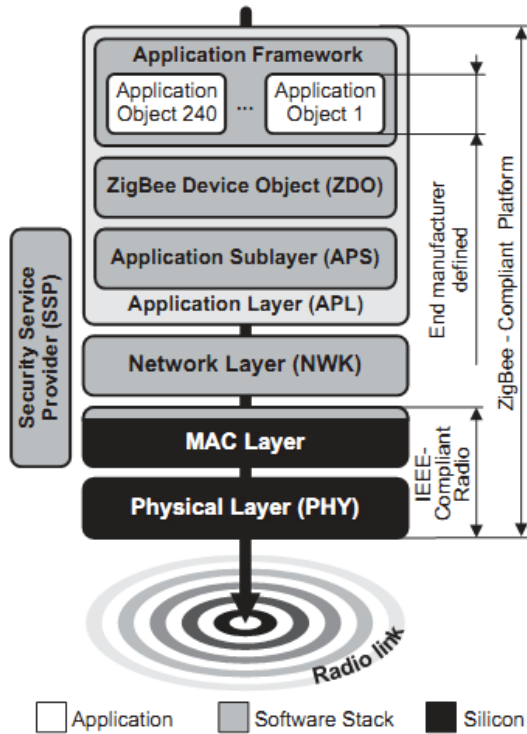 Application Framework
Application
Object 240
...
Application
Object 1
ZigBee Device Object (ZDO)
Application Sublayer (APS)
Application Layer (APL)
Security Service
Provider (SSP)
Network Layer (NWK)
MAC Layer
Physical Layer (PHY)
End manufacturer
defined
IEEE-
Compliant
Radio
ZigBee - Compliant Platform
Radio link
Application
Software Stack
Silicon